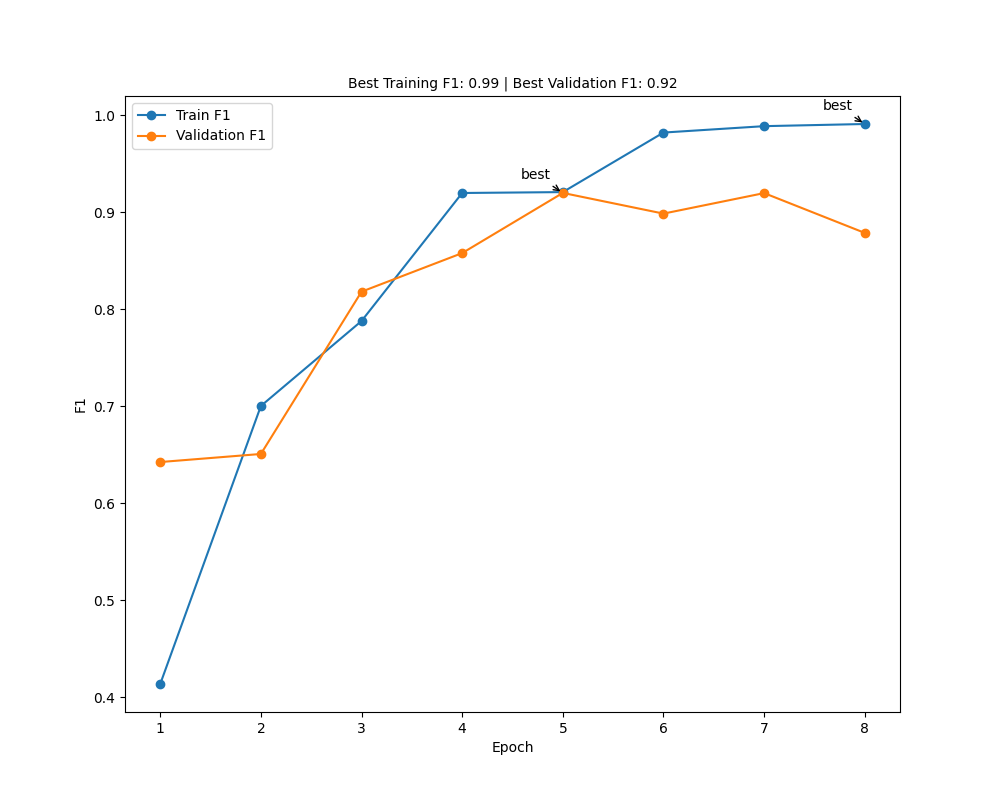 Best Training F1: 0.99 | Best Validation F1: 0.92
Train F1
Validation F1
best
best
1.0
0.9
0.8
0.7
0.6
0.5
0.4
F1
1 2 3 4 5 6 7 8
Epoch